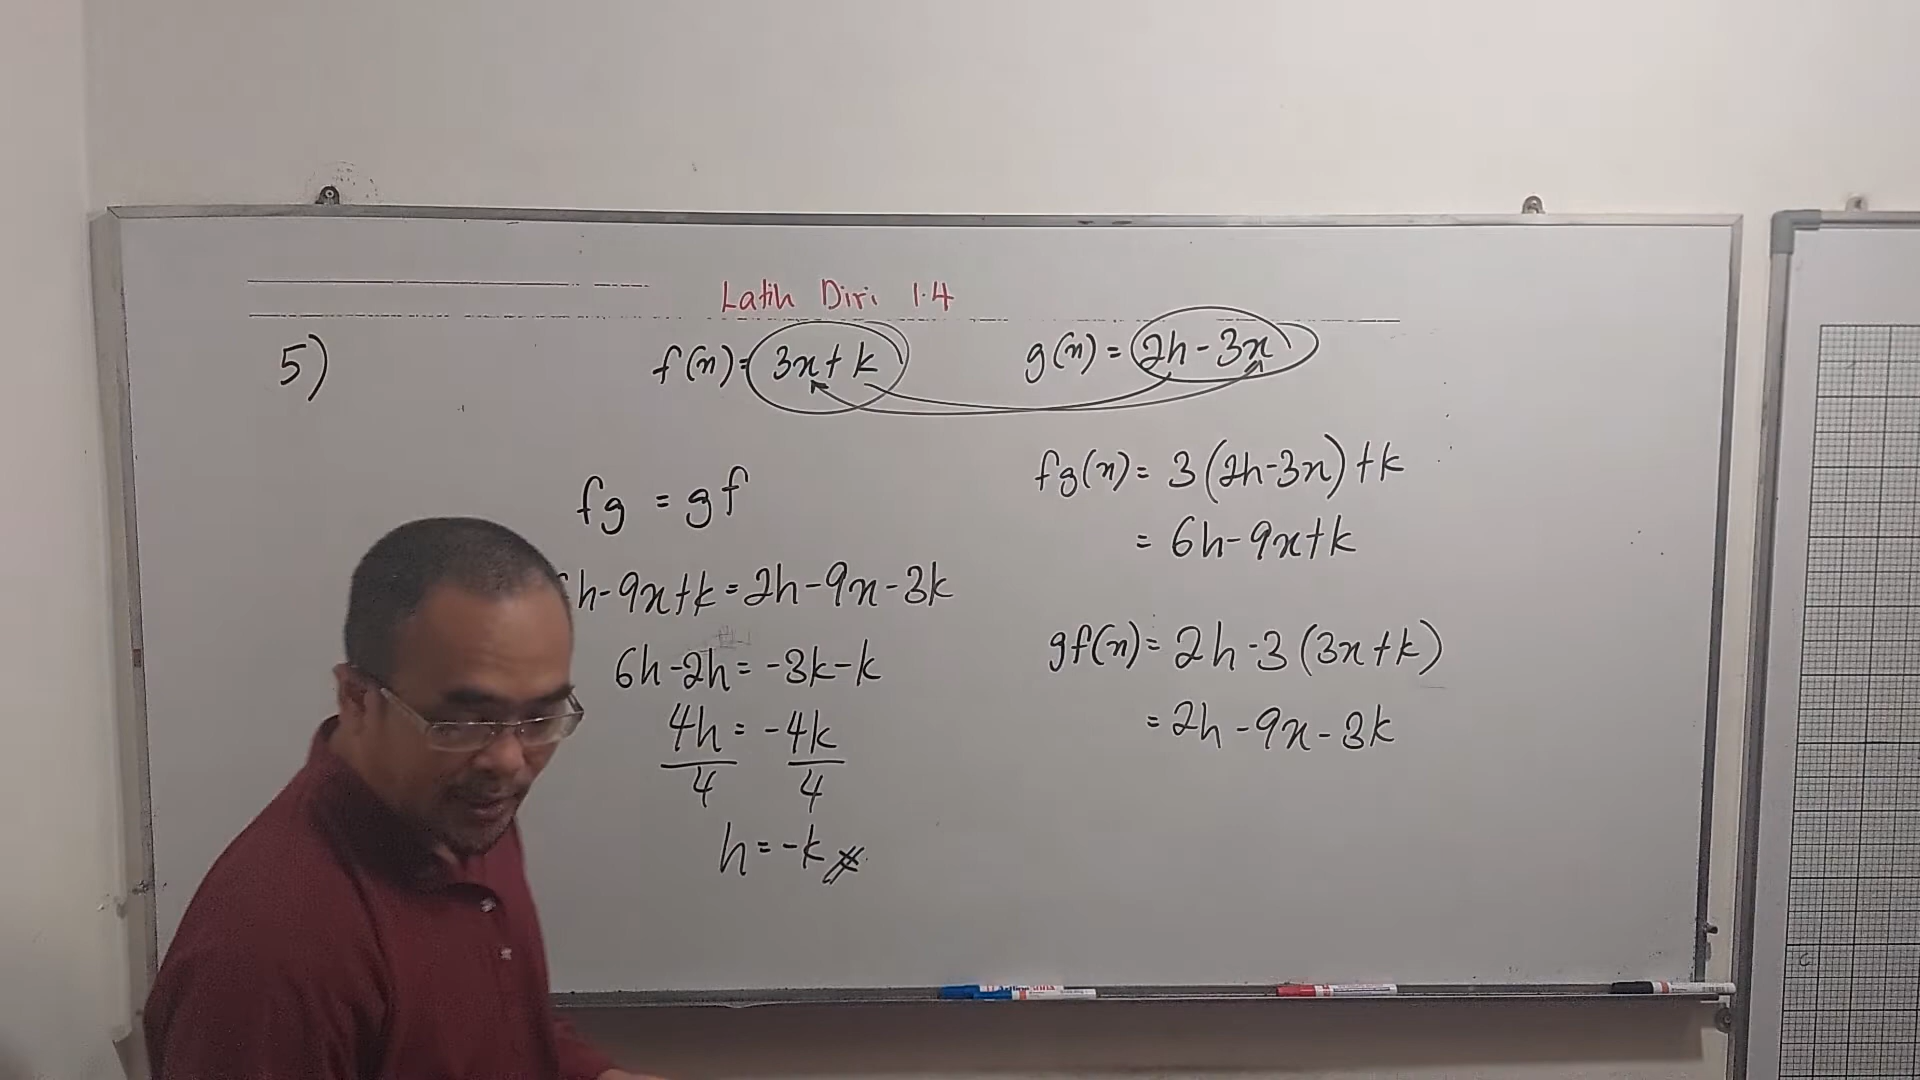 Latih Diri 1.4
5) f(x)= 3x+k g(x)= 2h-3x
fg = gf
h-9x+k=2h-9x-3k
6h-2h=-3k-k
4h = -4k
4 4
h=-k
fg(x)= 3(2h-3x)+k
= 6h-9x+k
gf(x)= 2h-3(3x+k)
= 2h-9x-3k